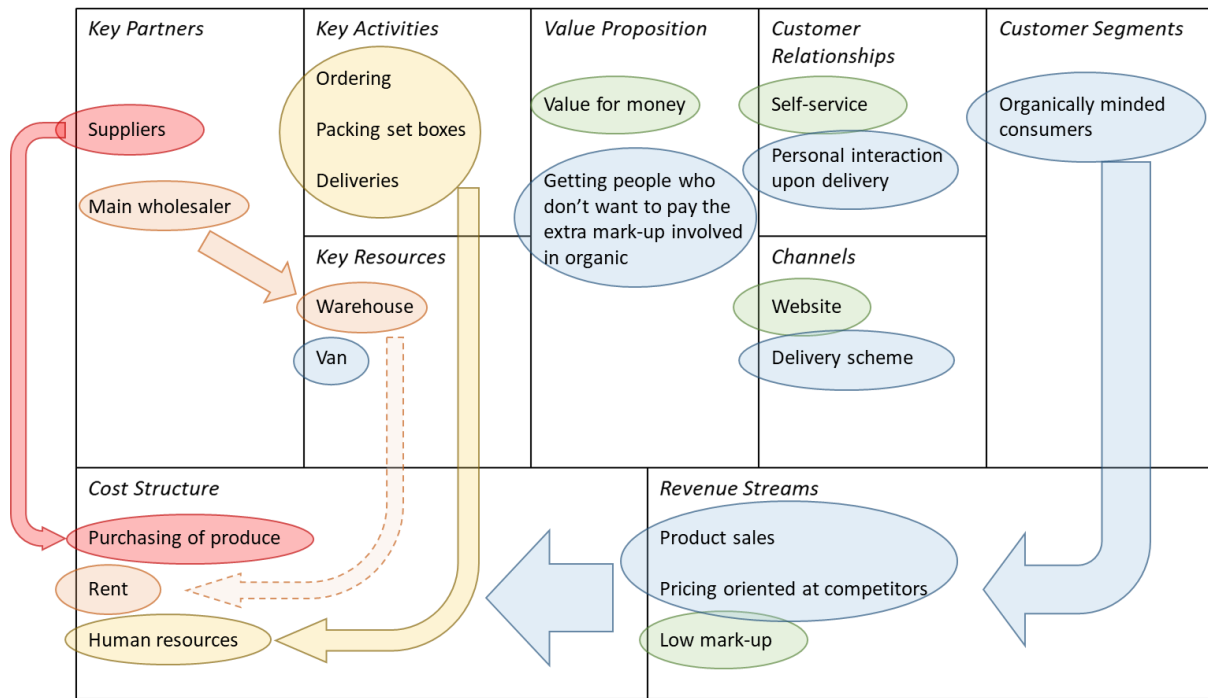 Key Partners
Suppliers
Main wholesaler
Key Activities
Ordering
Packing set boxes
Deliveries
Key Resources
Warehouse
Van
Value Proposition
Value for money
Getting people who
don’t want to pay the
extra mark-up involved
in organic
Customer
Relationships
Self-service
Personal interaction
upon delivery
Channels
Website
Delivery scheme
Customer Segments
Organically minded
consumers
Cost Structure
Purchasing of produce
Rent
Human resources
Revenue Streams
Product sales
Pricing oriented at competitors
Low mark-up